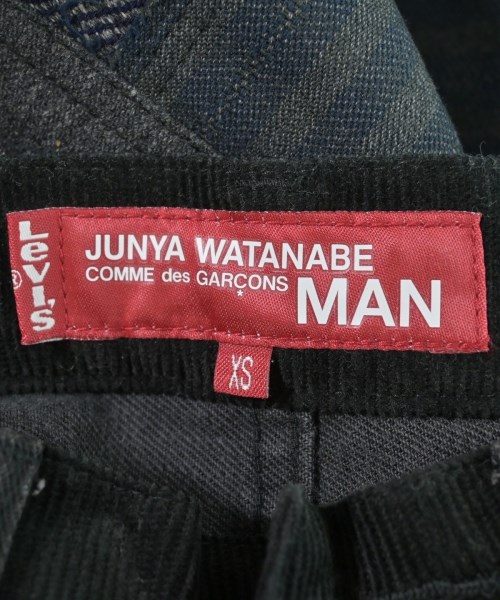 Levi's
®
JUNYA WATANABE
COMME des GARÇONS
*
MAN
XS